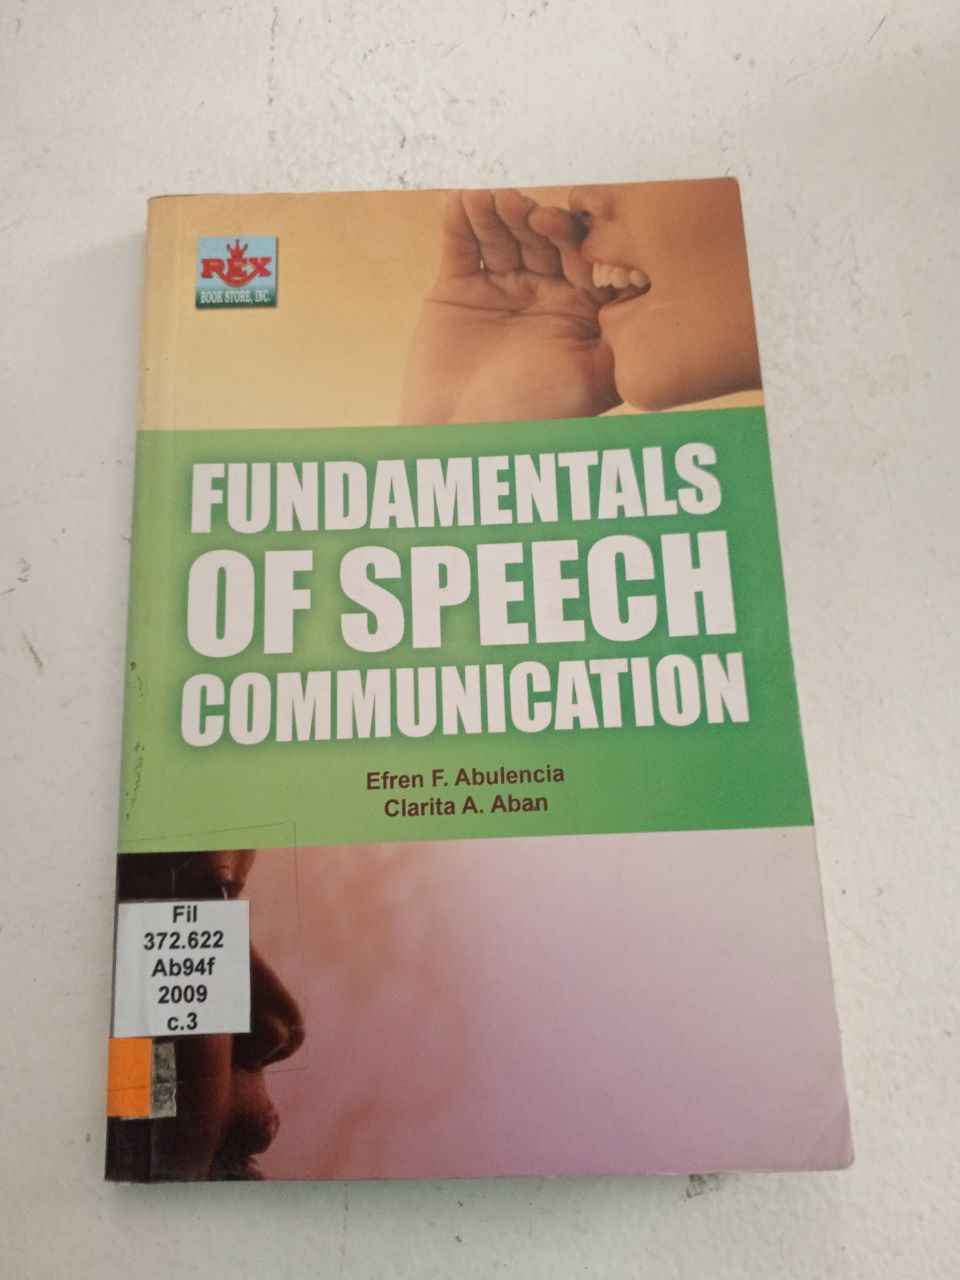 REX
BOOK STORE, INC.
FUNDAMENTALS
OF SPEECH
COMMUNICATION
Efren F. Abulencia
Clarita A. Aban
Fil
372.622
Ab94f
2009
c.3